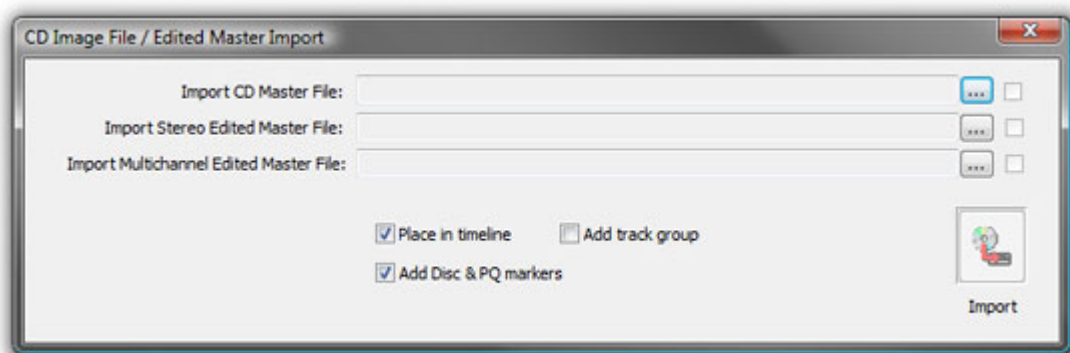 CD Image File / Edited Master Import
Import CD Master File: ...
Import Stereo Edited Master File: ...
Import Multichannel Edited Master File: ...
Place in timeline Add track group
Add Disc & PQ markers
Import